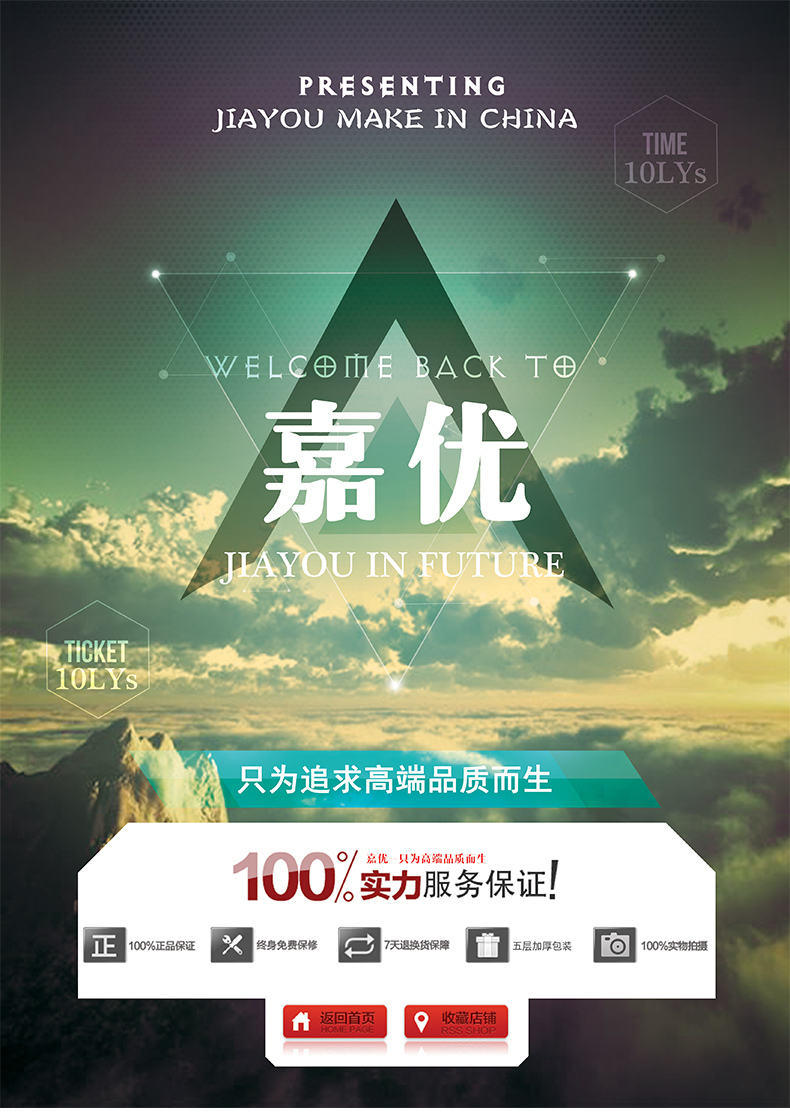 PRESENTING
JIAYOU MAKE IN CHINA
TIME
10LYs
WELCOME BACK TO
嘉优
JIAYOU IN FUTURE
TICKET
10LYs
只为追求高端品质而生
嘉优—只为高端品质而生
100%实力服务保证!
正 100%正品保证 终身免费保修 7天退换货保障 五层加厚包装 100%实物拍摄
返回首页 收藏店铺
HOME PAGE RSS SHOP